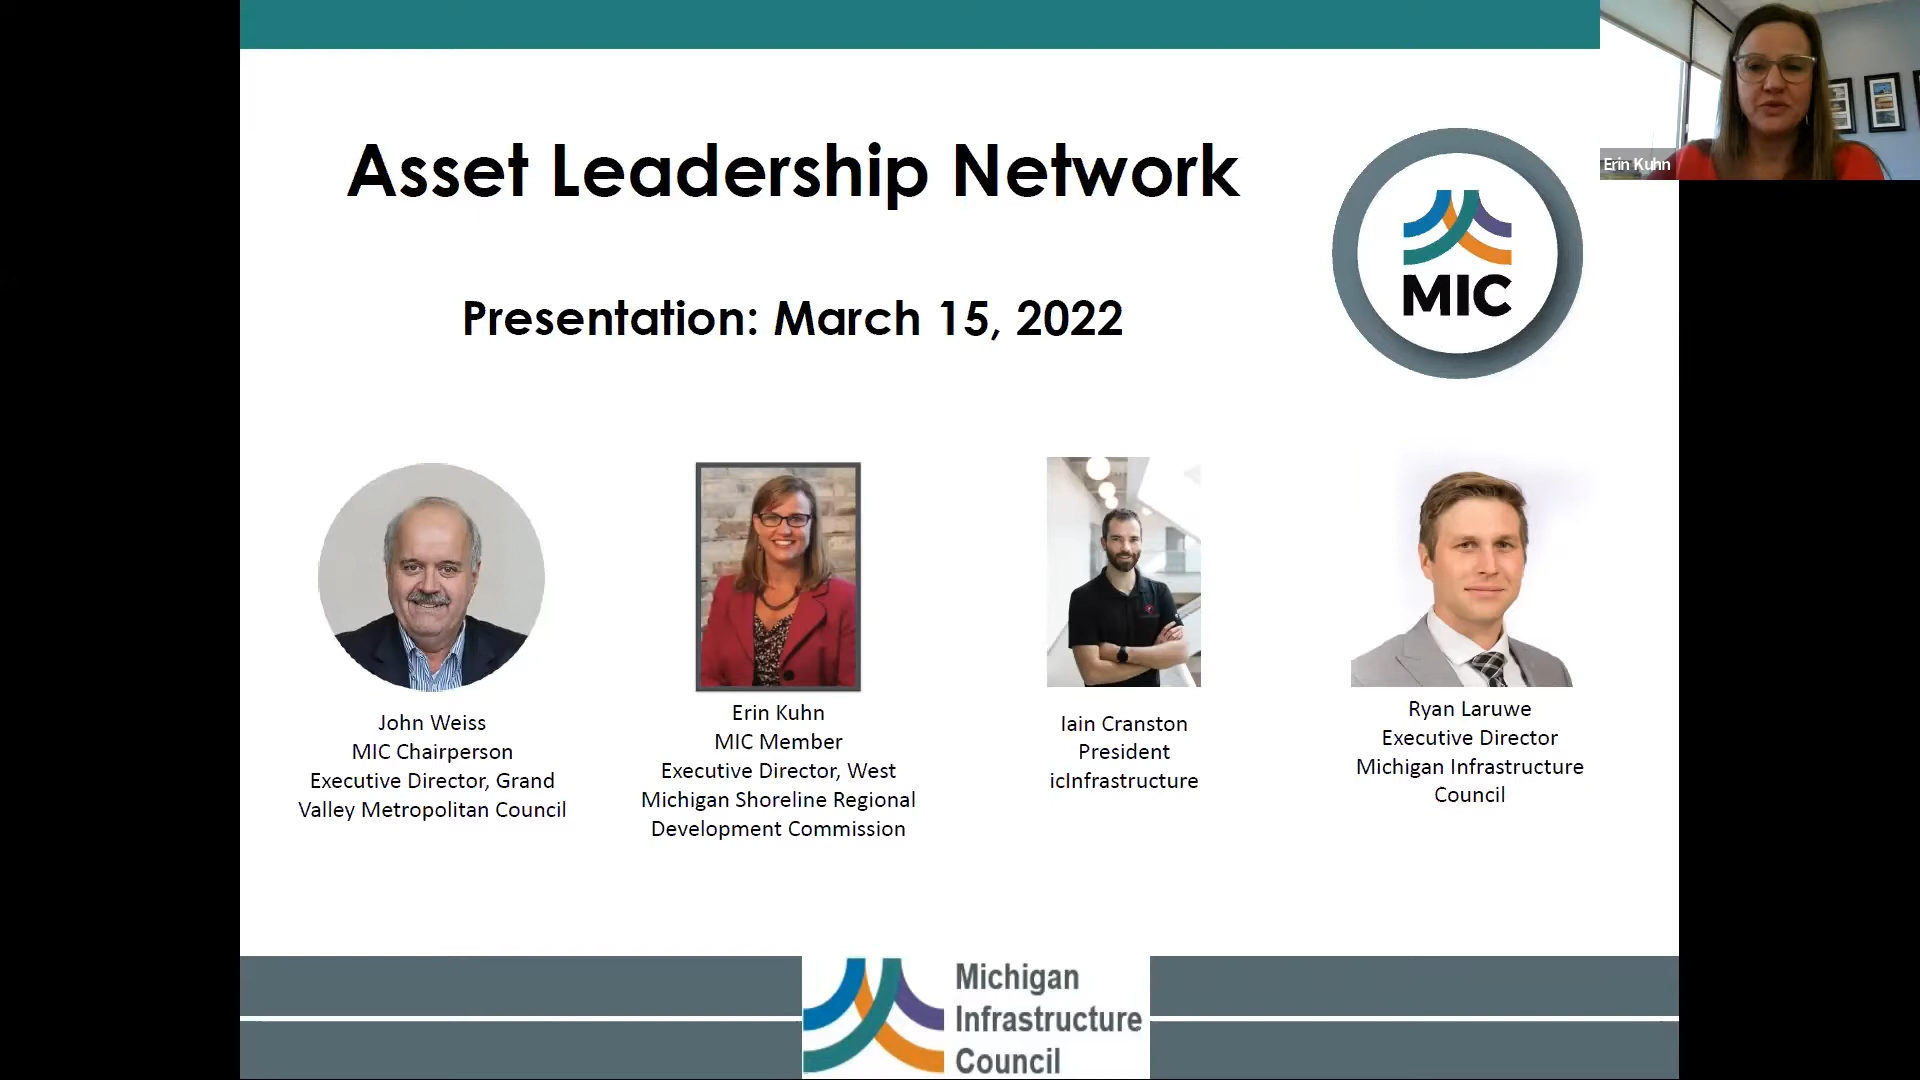 Asset Leadership Network
Presentation: March 15, 2022
MIC
Erin Kuhn
John Weiss
MIC Chairperson
Executive Director, Grand
Valley Metropolitan Council
Erin Kuhn
MIC Member
Executive Director, West
Michigan Shoreline Regional
Development Commission
Iain Cranston
President
icInfrastructure
Ryan Laruwe
Executive Director
Michigan Infrastructure
Council
Michigan
Infrastructure
Council